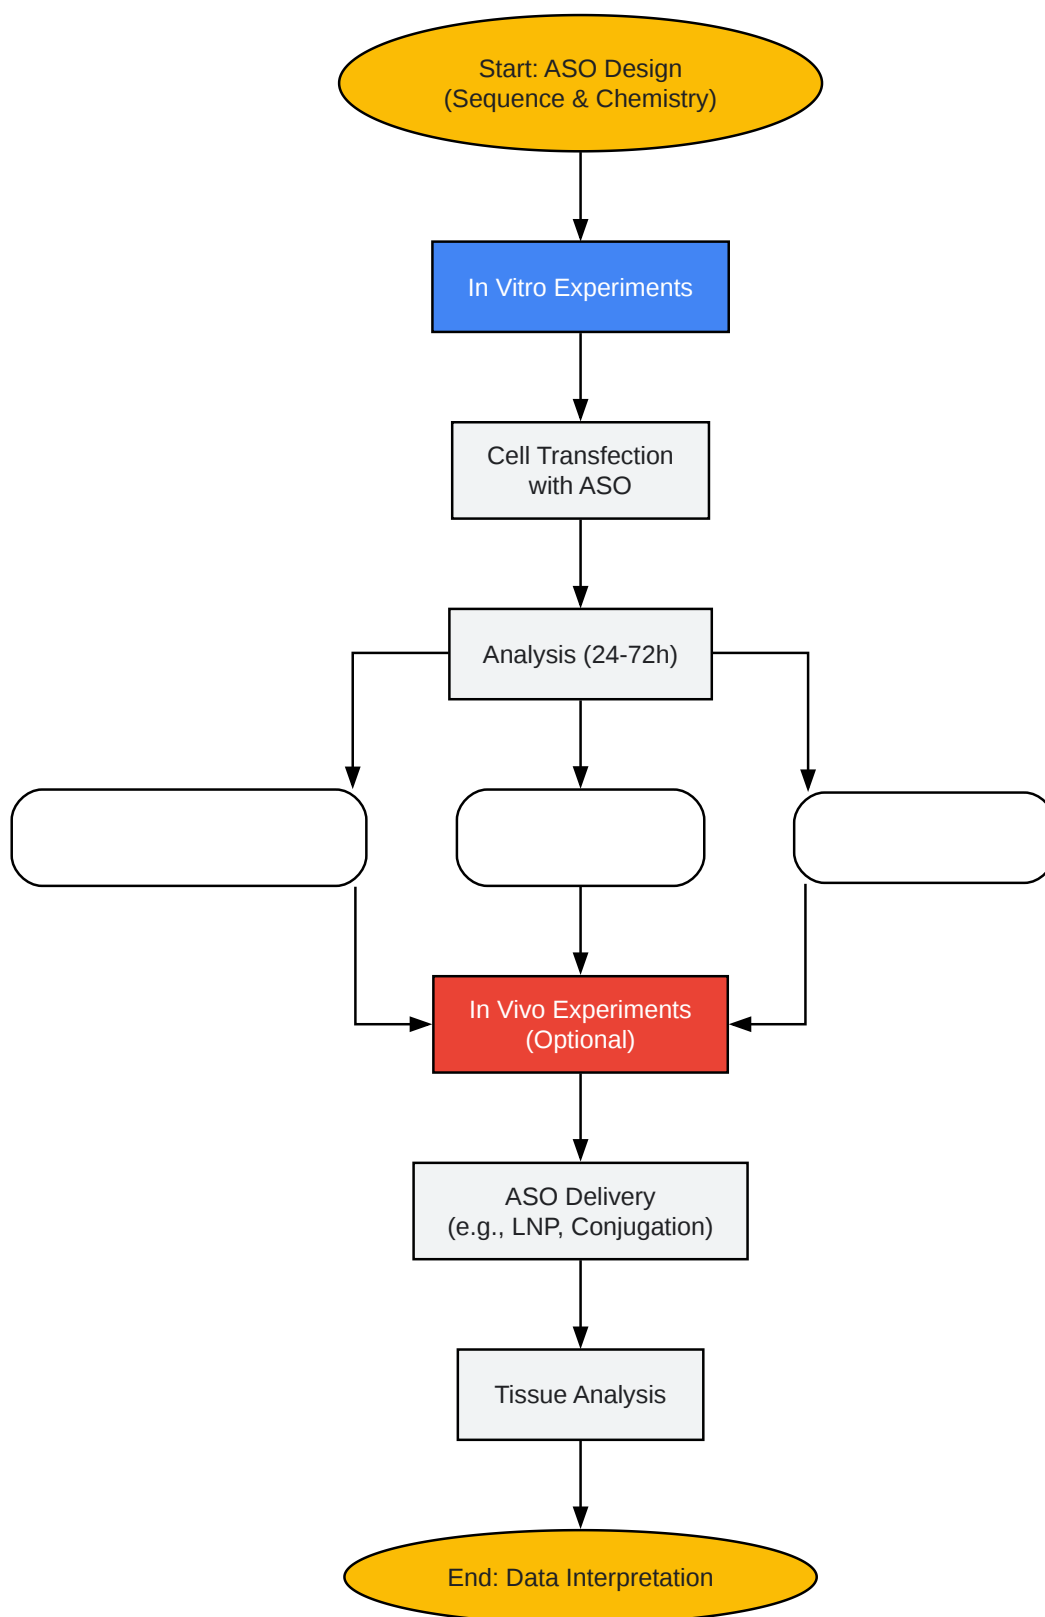 Start: ASO Design
(Sequence & Chemistry)
In Vitro Experiments
Cell Transfection
with ASO
Analysis (24-72h)
In Vivo Experiments
(Optional)
ASO Delivery
(e.g., LNP, Conjugation)
Tissue Analysis
End: Data Interpretation